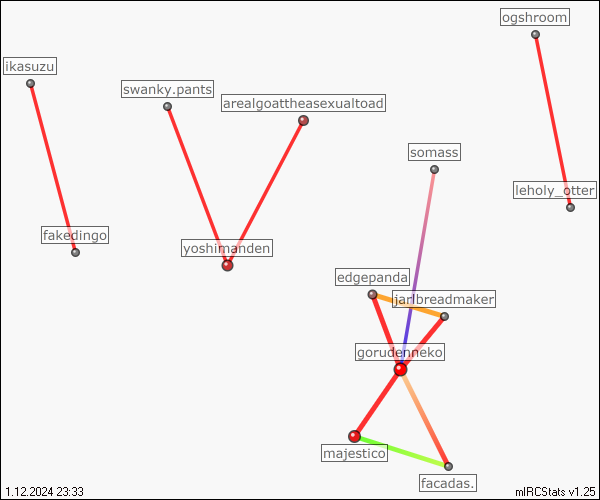 ogshroom
ikasuzu
swanky.pants
arealgoattheasexualtoad
somass
leholy_otter
fakedingo
yoshimanden
edgepanda
jarlbreadmaker
gorudenneko
majestico
facadas.
1.12.2024 23:33
mIRCStats v1.25